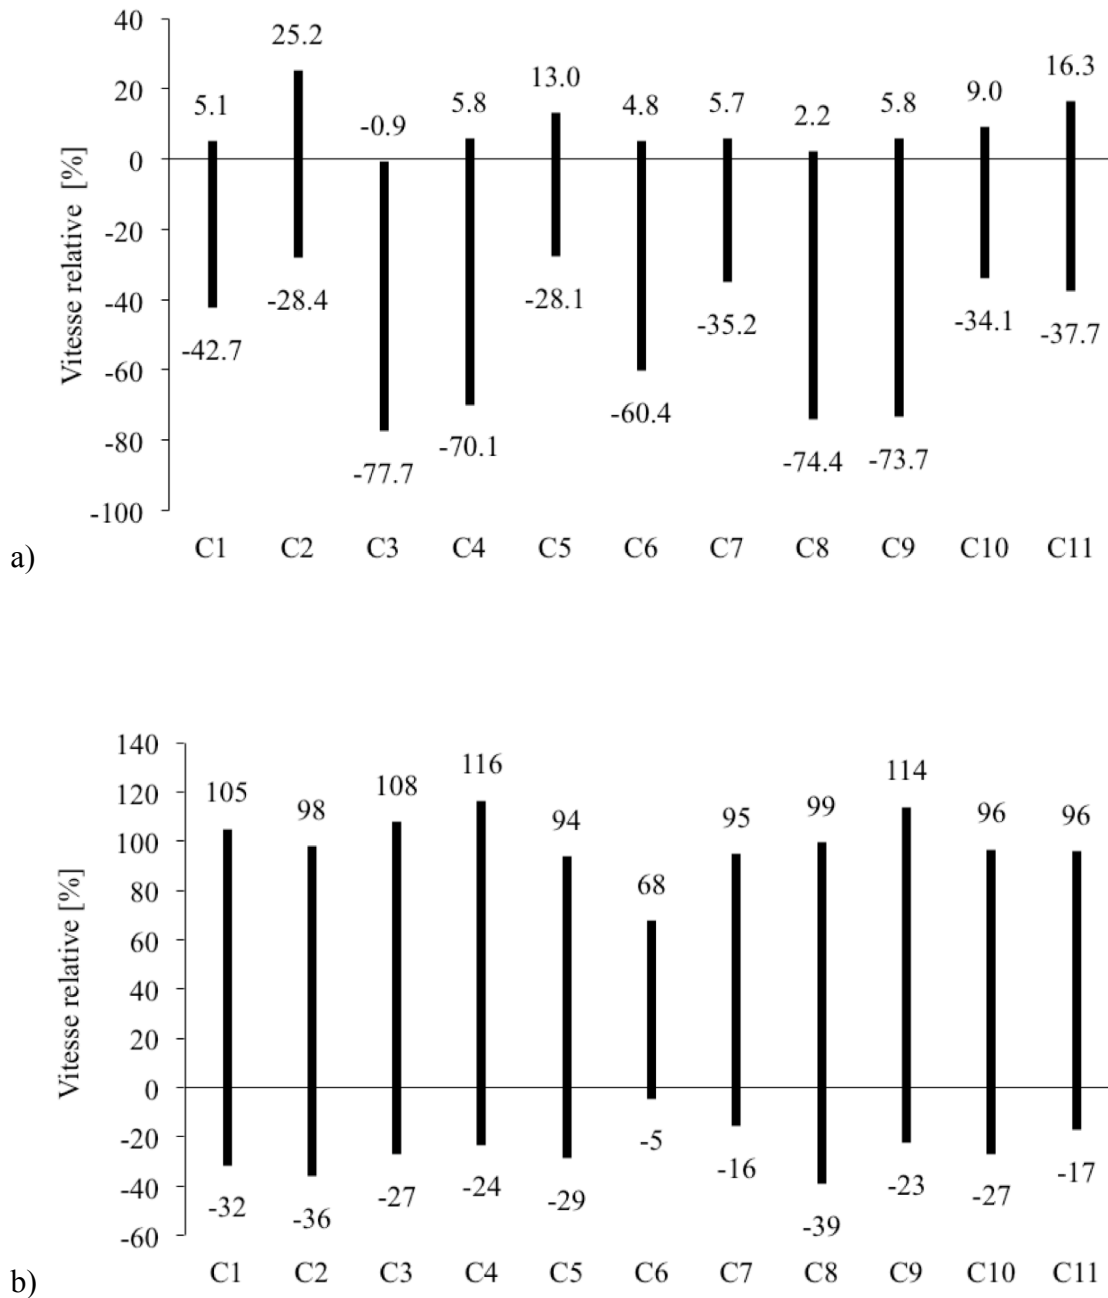 40
20
0
-20
-40
-60
-80
-100
Vitesse relative [%]
5.1 25.2 -0.9 5.8 13.0 4.8 5.7 2.2 5.8 9.0 16.3
-42.7 -28.4 -77.7 -70.1 -28.1 -60.4 -35.2 -74.4 -73.7 -34.1 -37.7
C1 C2 C3 C4 C5 C6 C7 C8 C9 C10 C11
a)
140
120
100
80
60
40
20
0
-20
-40
-60
Vitesse relative [%]
105 98 108 116 94 68 95 99 114 96 96
-32 -36 -27 -24 -29 -5 -16 -39 -23 -27 -17
C1 C2 C3 C4 C5 C6 C7 C8 C9 C10 C11
b)